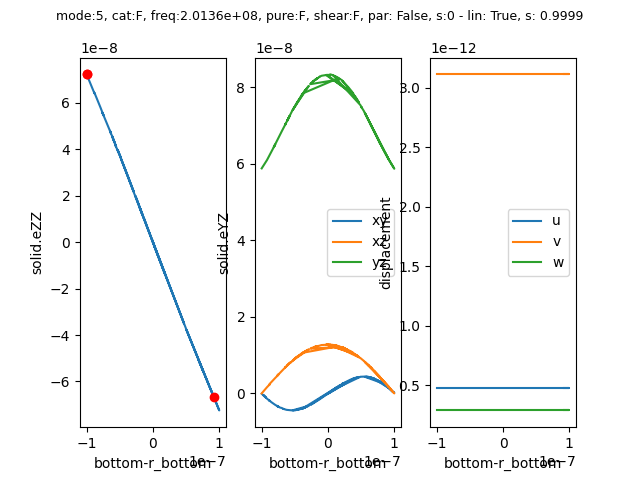 mode:5, cat:F, freq:2.0136e+08, pure:F, shear:F, par: False, s:0 - lin: True, s: 0.9999
1e−8
6
4
2
0
−2
−4
−6
solid.eZZ
−1
0
1
1e−7
bottom-r_bottom
1e−8
8
6
4
2
0
solid.eYZ
xy
xz
yz
−1
0
1
1e−7
bottom-r_bottom
1e−12
3.0
2.5
2.0
1.5
1.0
0.5
displacement
u
v
w
−1
0
1
1e−7
bottom-r_bottom